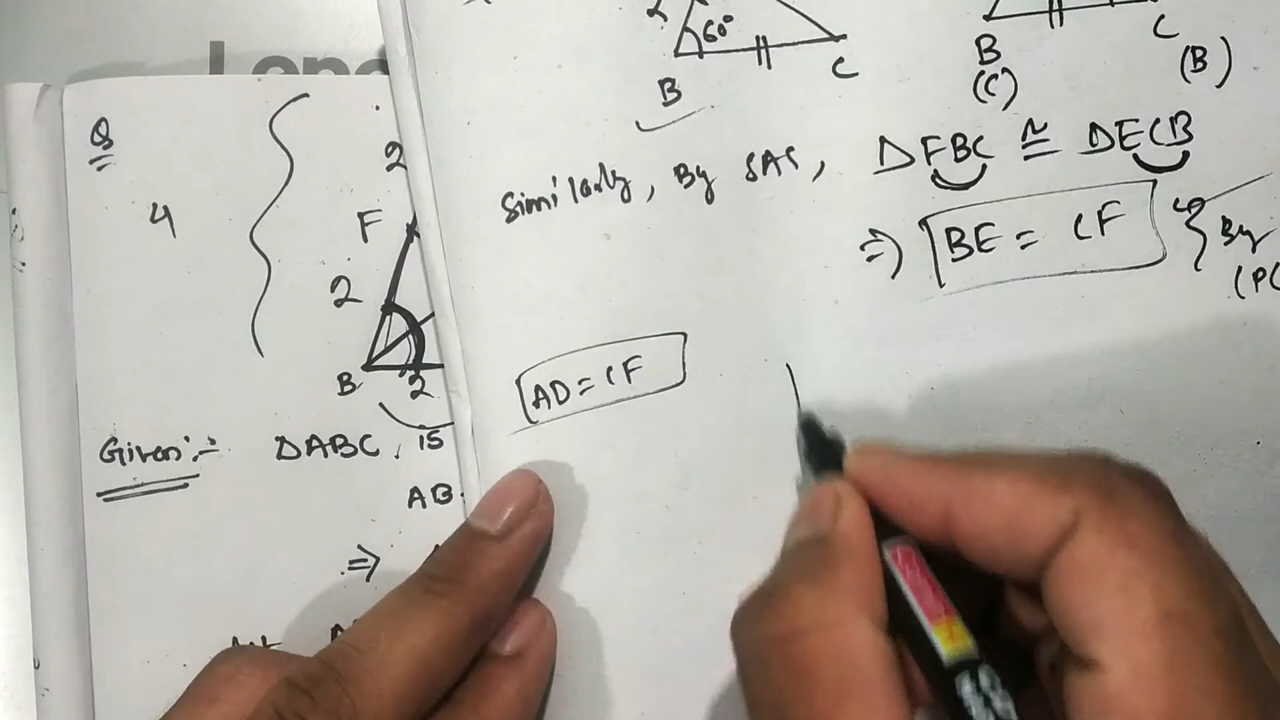 Long
Q
4
2
F
2
B
2
Given:-
ΔABC, is
AB
⇒
60°
B
C
B
(C)
C
(B)
Similarly, By SAS, ΔFBC ≅ ΔECB
⇒ BE = CF
{ By
(PC
AD = CF